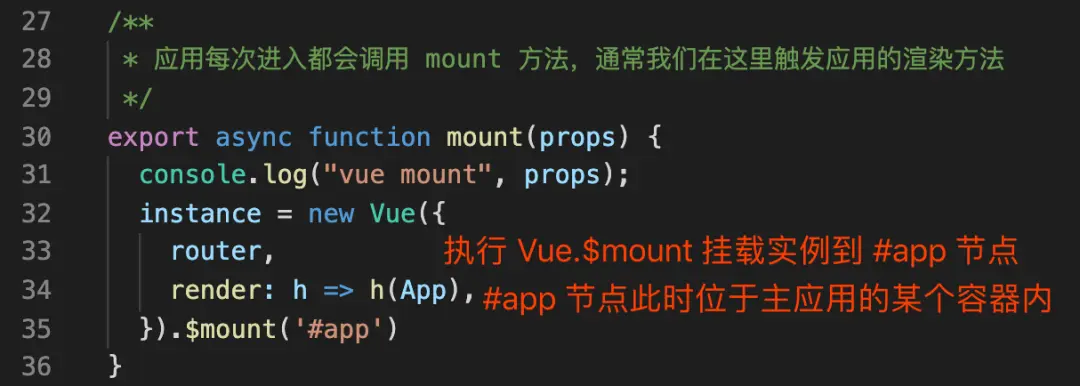 27 /**
28  * 应用每次进入都会调用 mount 方法，通常我们在这里触发应用的渲染方法
29  */
30 export async function mount(props) {
31   console.log("vue mount", props);
32   instance = new Vue({
33     router, 执行 Vue.$mount 挂载实例到 #app 节点
34     render: h => h(App), #app 节点此时位于主应用的某个容器内
35   }).$mount('#app')
36 }